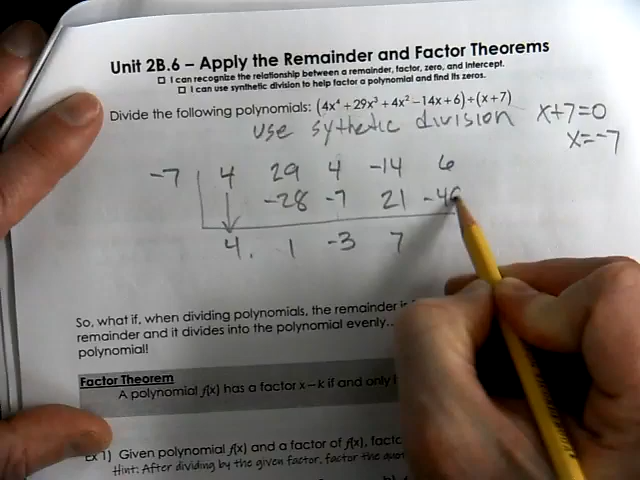 Unit 2B.6 – Apply the Remainder and Factor Theorems
☐ I can recognize the relationship between a remainder, factor, zero, and intercept.
☐ I can use synthetic division to help factor a polynomial and find its zeros.
Divide the following polynomials: (4x⁴ + 29x³ + 4x² − 14x + 6) ÷ (x + 7)
use sythetic division x+7=0
x=-7
-7 4 29 4 -14 6
-28 -7 21 -4
4. 1 -3 7
So, what if, when dividing polynomials, the remainder is
remainder and it divides into the polynomial evenly..
polynomial!
Factor Theorem
A polynomial f(x) has a factor x – k if and only
Ex 1) Given polynomial f(x) and a factor of f(x), factor
Hint: After dividing by the given factor, factor the